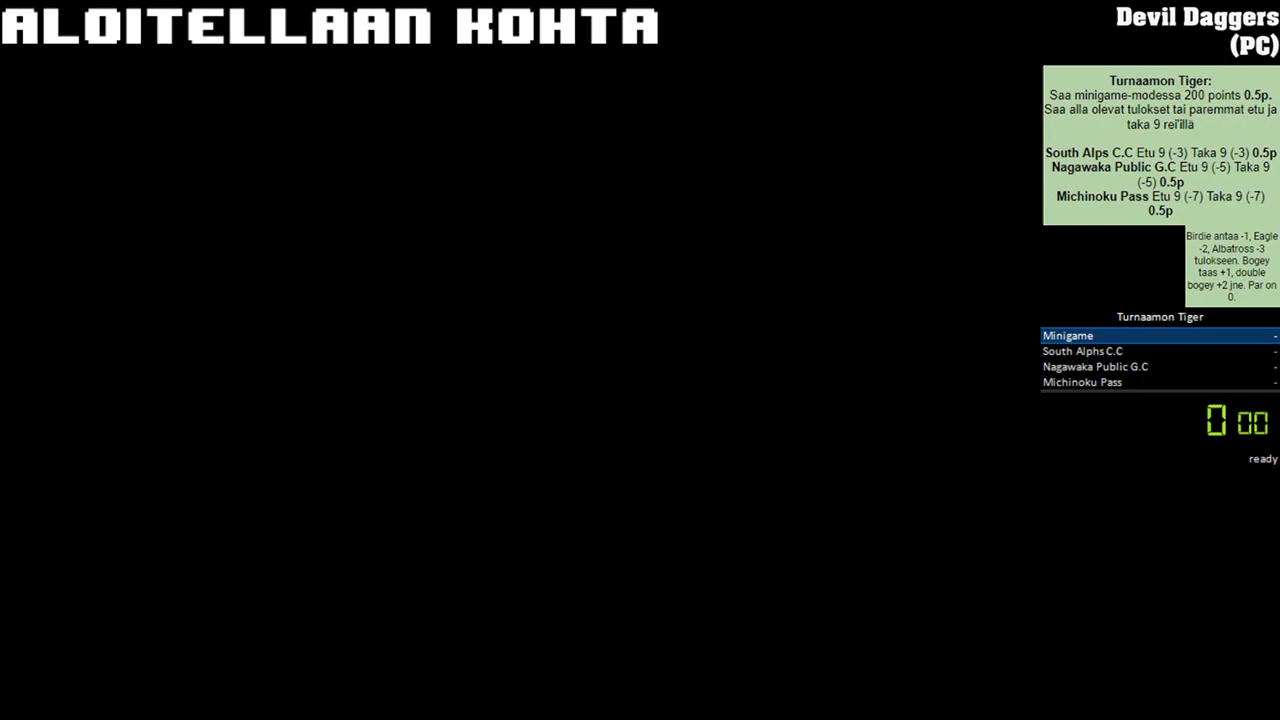 ALOITELLAAN KOHTA
Devil Daggers
(PC)
Turnaamon Tiger:
Saa minigame-modessa 200 points 0.5p.
Saa alla olevat tulokset tai paremmat etu ja
taka 9 rei'illä
South Alps C.C Etu 9 (-3) Taka 9 (-3) 0.5p
Nagawaka Public G.C Etu 9 (-5) Taka 9
(-5) 0.5p
Michinoku Pass Etu 9 (-7) Taka 9 (-7)
0.5p
Birdie antaa -1, Eagle
-2, Albatross -3
tulokseen. Bogey
taas +1, double
bogey +2 jne. Par on
0.
Turnaamon Tiger
Minigame -
South Alphs C.C -
Nagawaka Public G.C -
Michinoku Pass -
0 00
ready